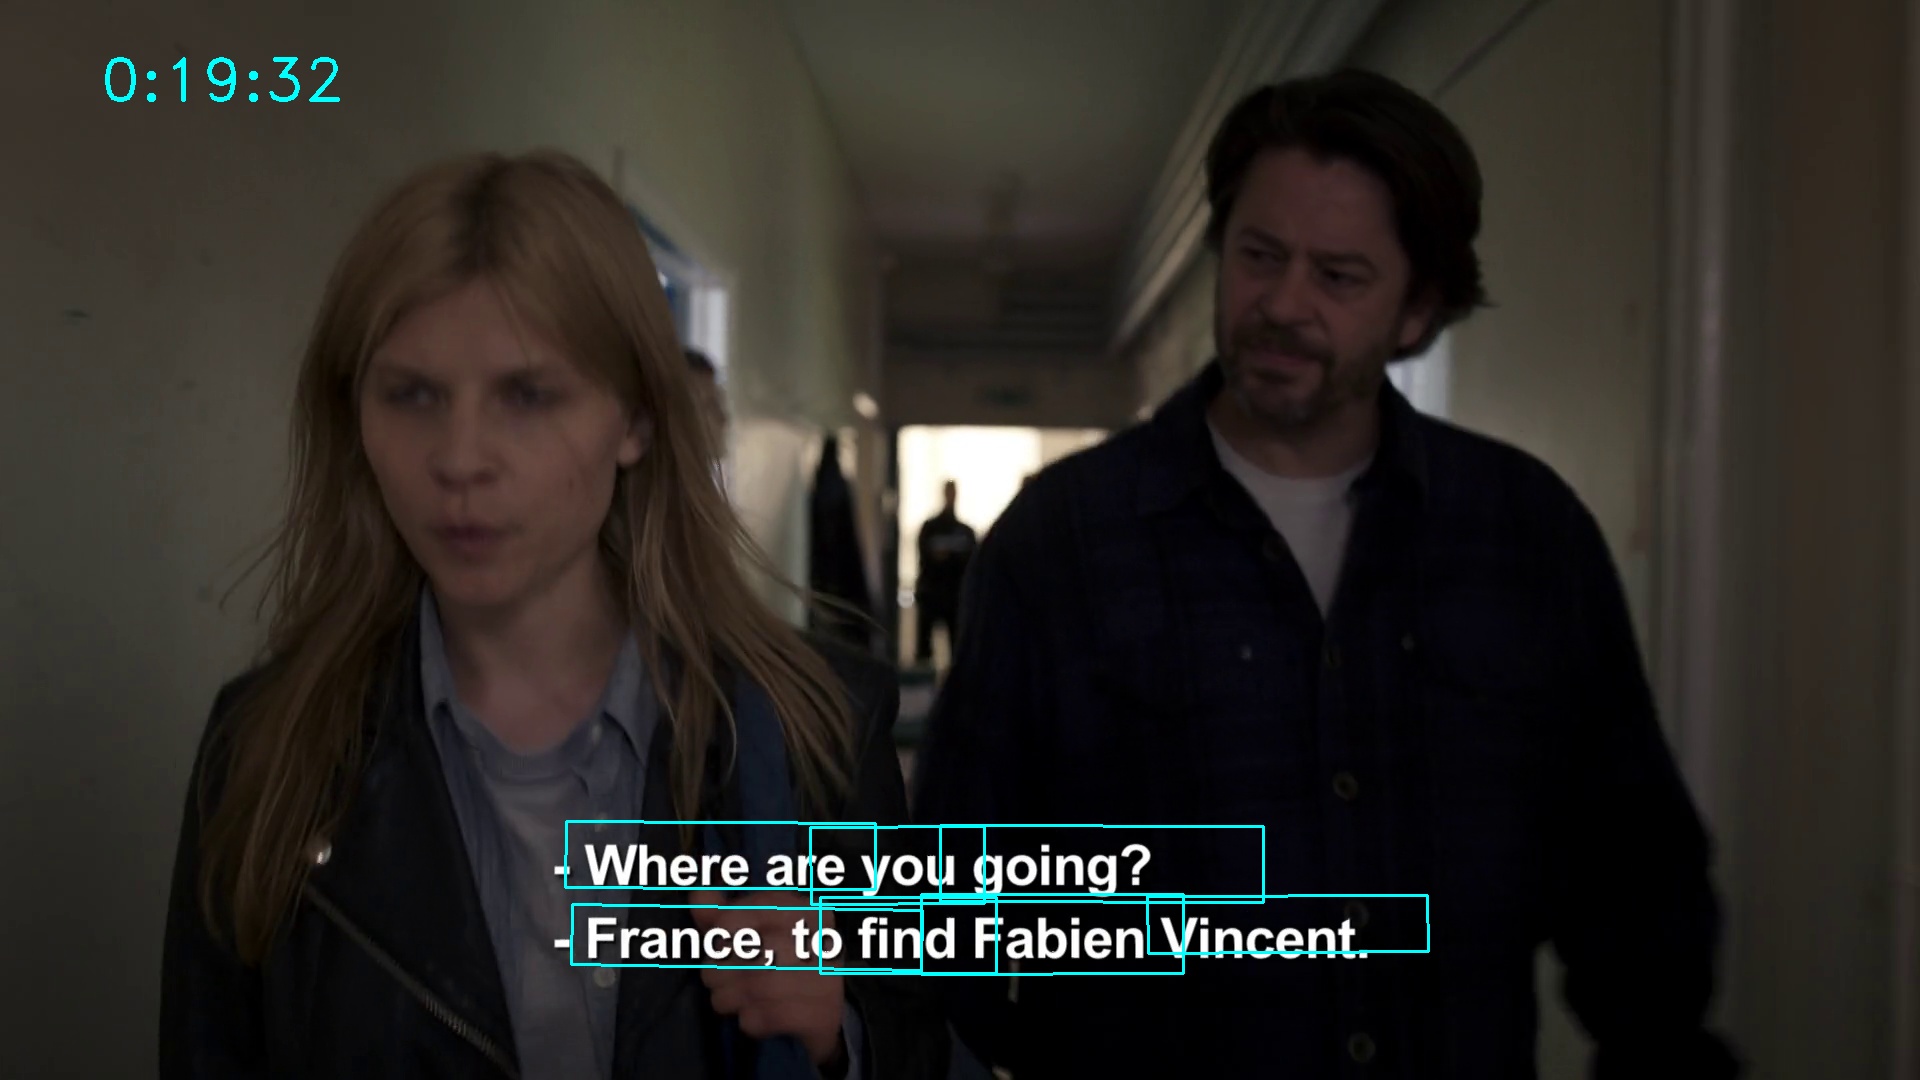 0:19:32
- Where are you going?
- France, to find Fabien Vincent.